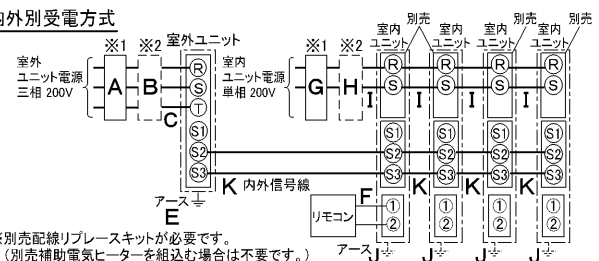 内外別受電方式
※1 ※2 室外ユニット
室外
ユニット電源
三相 200V
A B C
R
S
T
S1
S2
S3
アース
E
※1 ※2
室内
ユニット電源
単相 200V
G H
室内 別売 室内 室内 別売 室内 別売
ユニット ユニット ユニット ユニット
R R R R
S S S S
I I I I
S1 S1 S1 S1
S2 S2 S2 S2
S3 S3 S3 S3
K 内外信号線 K K K
F
リモコン
① ① ① ①
② ② ② ②
アース J J J J
※別売配線リプレースキットが必要です。
(別売補助電気ヒーターを組込む場合は不要です。)